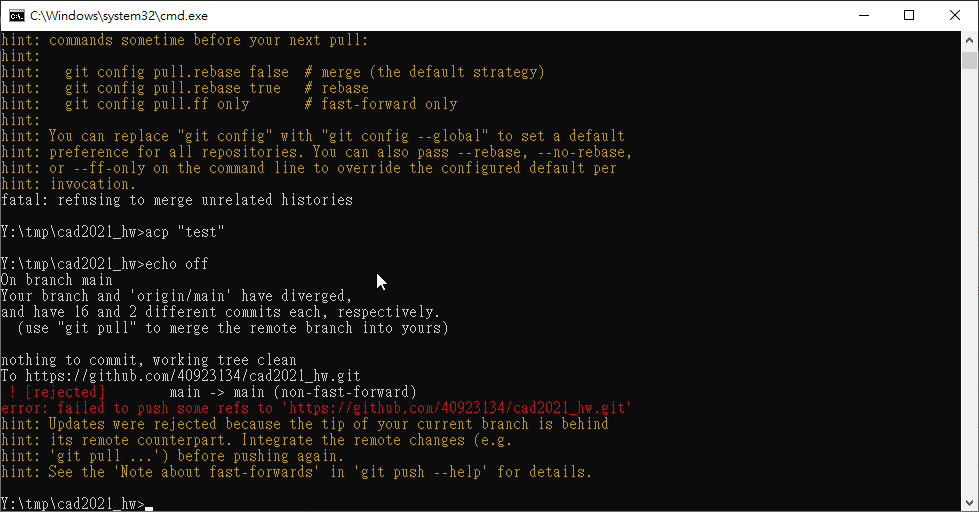 C:\Windows\system32\cmd.exe
hint: commands sometime before your next pull:
hint:
hint:   git config pull.rebase false  # merge (the default strategy)
hint:   git config pull.rebase true   # rebase
hint:   git config pull.ff only       # fast-forward only
hint:
hint: You can replace "git config" with "git config --global" to set a default
hint: preference for all repositories. You can also pass --rebase, --no-rebase,
hint: or --ff-only on the command line to override the configured default per
hint: invocation.
fatal: refusing to merge unrelated histories
Y:\tmp\cad2021_hw>acp "test"
Y:\tmp\cad2021_hw>echo off
On branch main
Your branch and 'origin/main' have diverged,
and have 16 and 2 different commits each, respectively.
  (use "git pull" to merge the remote branch into yours)
nothing to commit, working tree clean
To https://github.com/40923134/cad2021_hw.git
 ! [rejected]        main -> main (non-fast-forward)
error: failed to push some refs to 'https://github.com/40923134/cad2021_hw.git'
hint: Updates were rejected because the tip of your current branch is behind
hint: its remote counterpart. Integrate the remote changes (e.g.
hint: 'git pull ...') before pushing again.
hint: See the 'Note about fast-forwards' in 'git push --help' for details.
Y:\tmp\cad2021_hw>